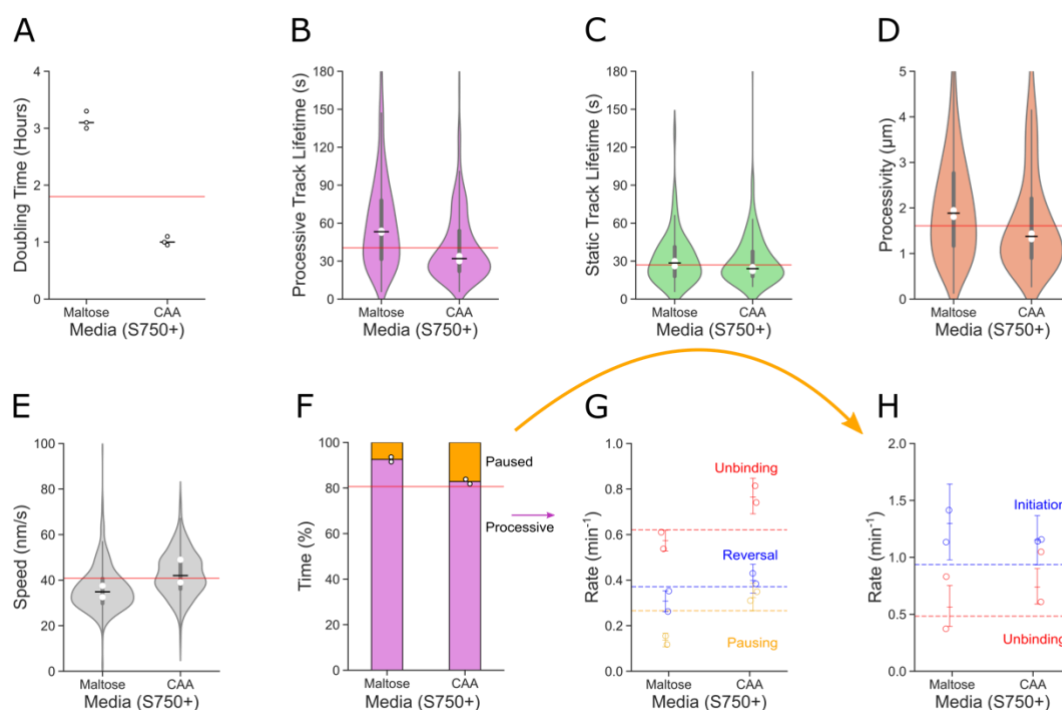 A
Doubling Time (Hours)
4
3
2
1
0
Maltose
CAA
Media (S750+)
B
Processive Track Lifetime (s)
180
150
120
90
60
30
0
Maltose
CAA
Media (S750+)
C
Static Track Lifetime (s)
180
150
120
90
60
30
0
Maltose
CAA
Media (S750+)
D
Processivity (µm)
5
4
3
2
1
0
Maltose
CAA
Media (S750+)
E
Speed (nm/s)
100
80
60
40
20
0
Maltose
CAA
Media (S750+)
F
Time (%)
100
80
60
40
20
0
Paused
Processive
Maltose
CAA
Media (S750+)
G
Rate (min⁻¹)
1.0
0.8
0.6
0.4
0.2
0.0
Unbinding
Reversal
Pausing
Maltose
CAA
Media (S750+)
H
Rate (min⁻¹)
2.0
1.5
1.0
0.5
0.0
Initiation
Unbinding
Maltose
CAA
Media (S750+)